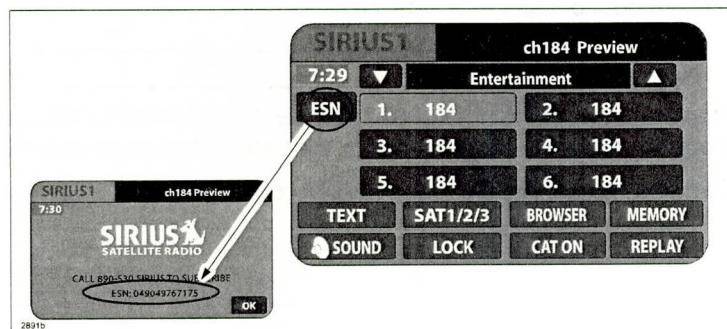 SIRIUS1 ch184 Preview
7:29 Entertainment
ESN 1. 184 2. 184
3. 184 4. 184
5. 184 6. 184
TEXT SAT1/2/3 BROWSER MEMORY
SOUND LOCK CAT ON REPLAY
SIRIUS1 ch184 Preview
7:30
SIRIUS
SATELLITE RADIO
CALL 890-530 SIRIUS TO SUBSCRIBE
ESN: 049049767175
OK
2891b